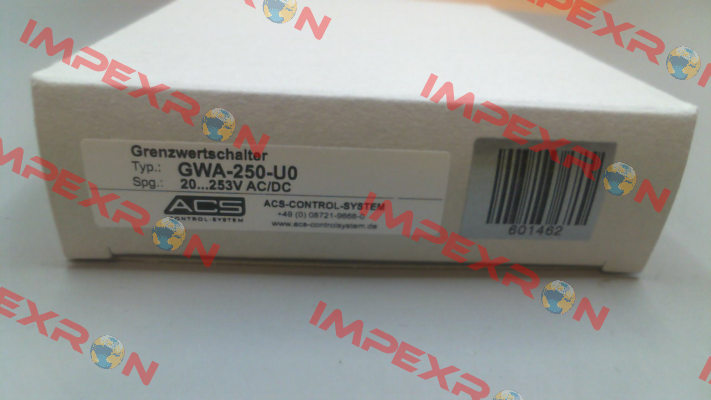 Grenzwertschalter
Typ.: GWA-250-U0
Spg.: 20...253V AC/DC
ACS
CONTROL-SYSTEM
ACS-CONTROL-SYSTEM
+49 (0) 08721-9668-0
www.acs-controlsystem.de
601462
IMPEXRON
IMPEXRON
IMPEXRON
IMPEXRON
IMPEXRON
IMPEXRON
IMPEXRON